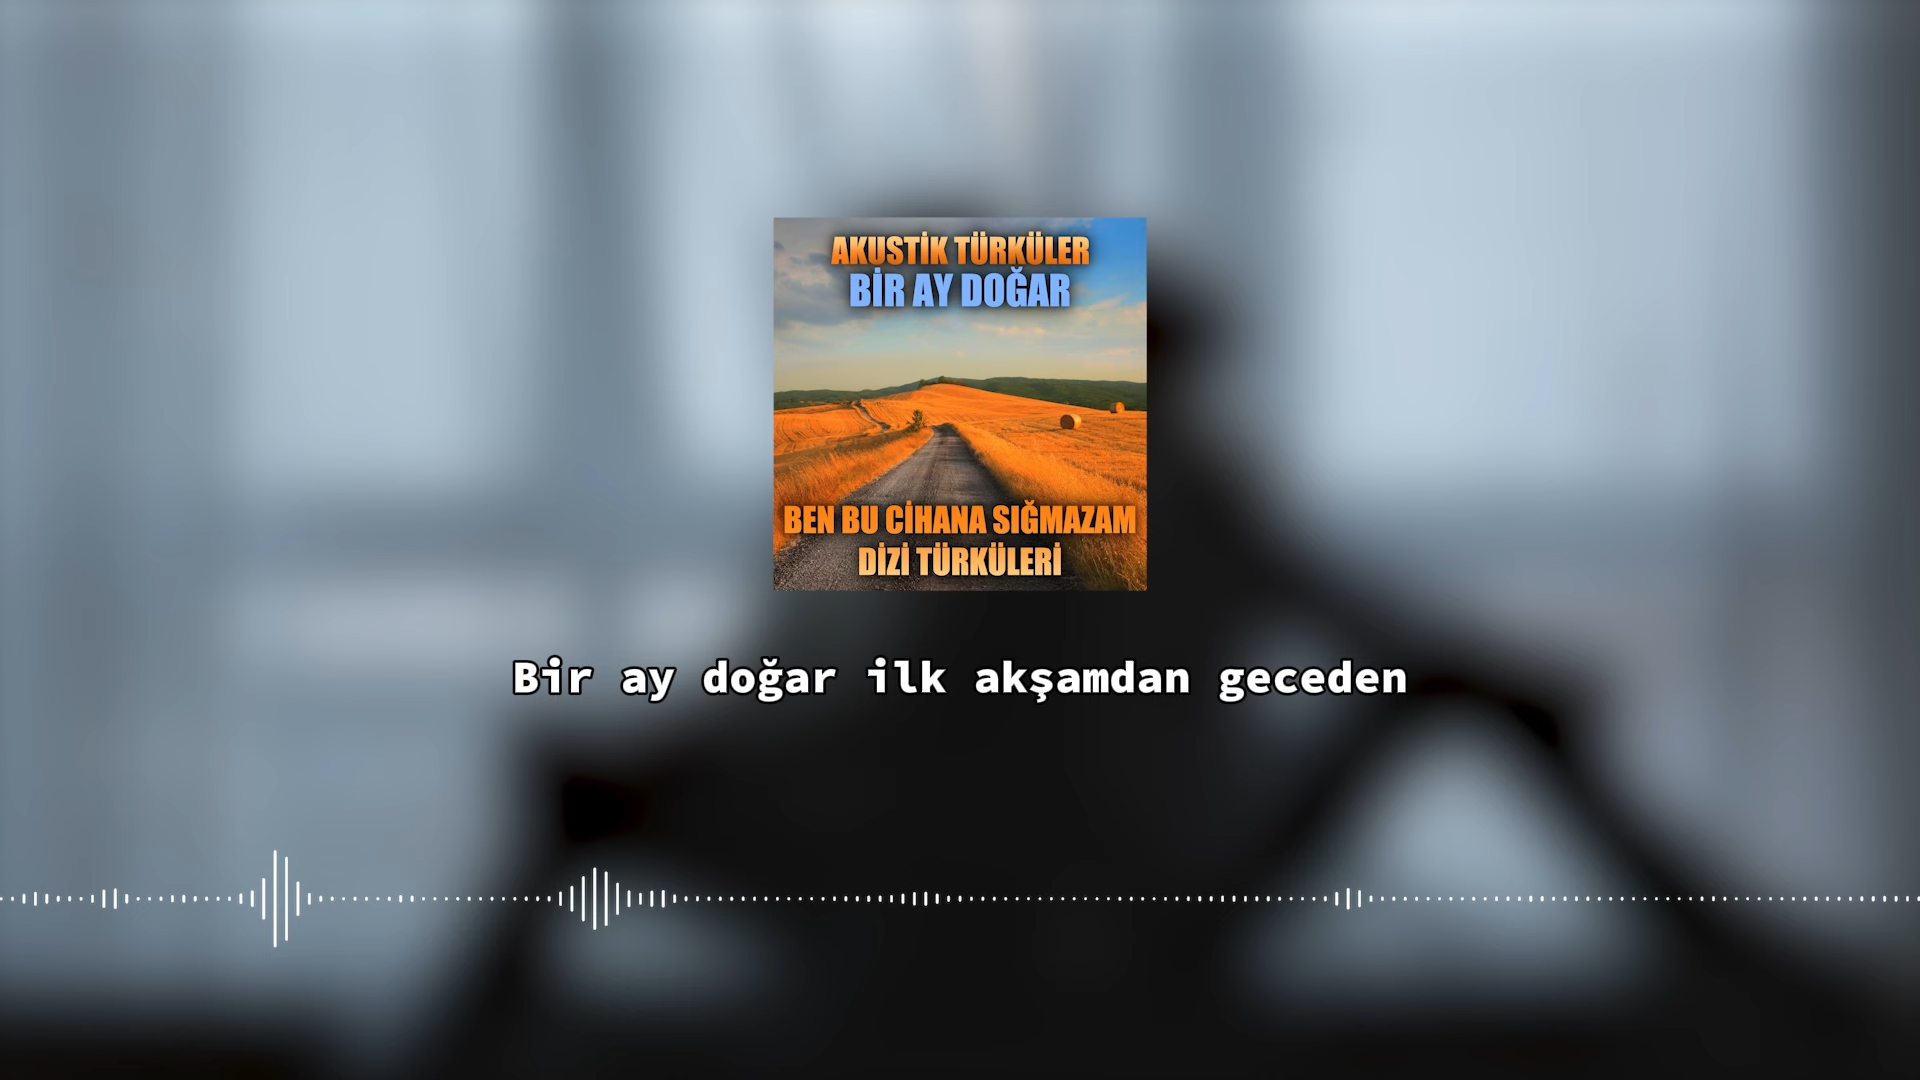 AKUSTİK TÜRKÜLER
BİR AY DOĞAR
BEN BU CİHANA SIĞMAZAM
DİZİ TÜRKÜLERİ
Bir ay doğar ilk akşamdan geceden